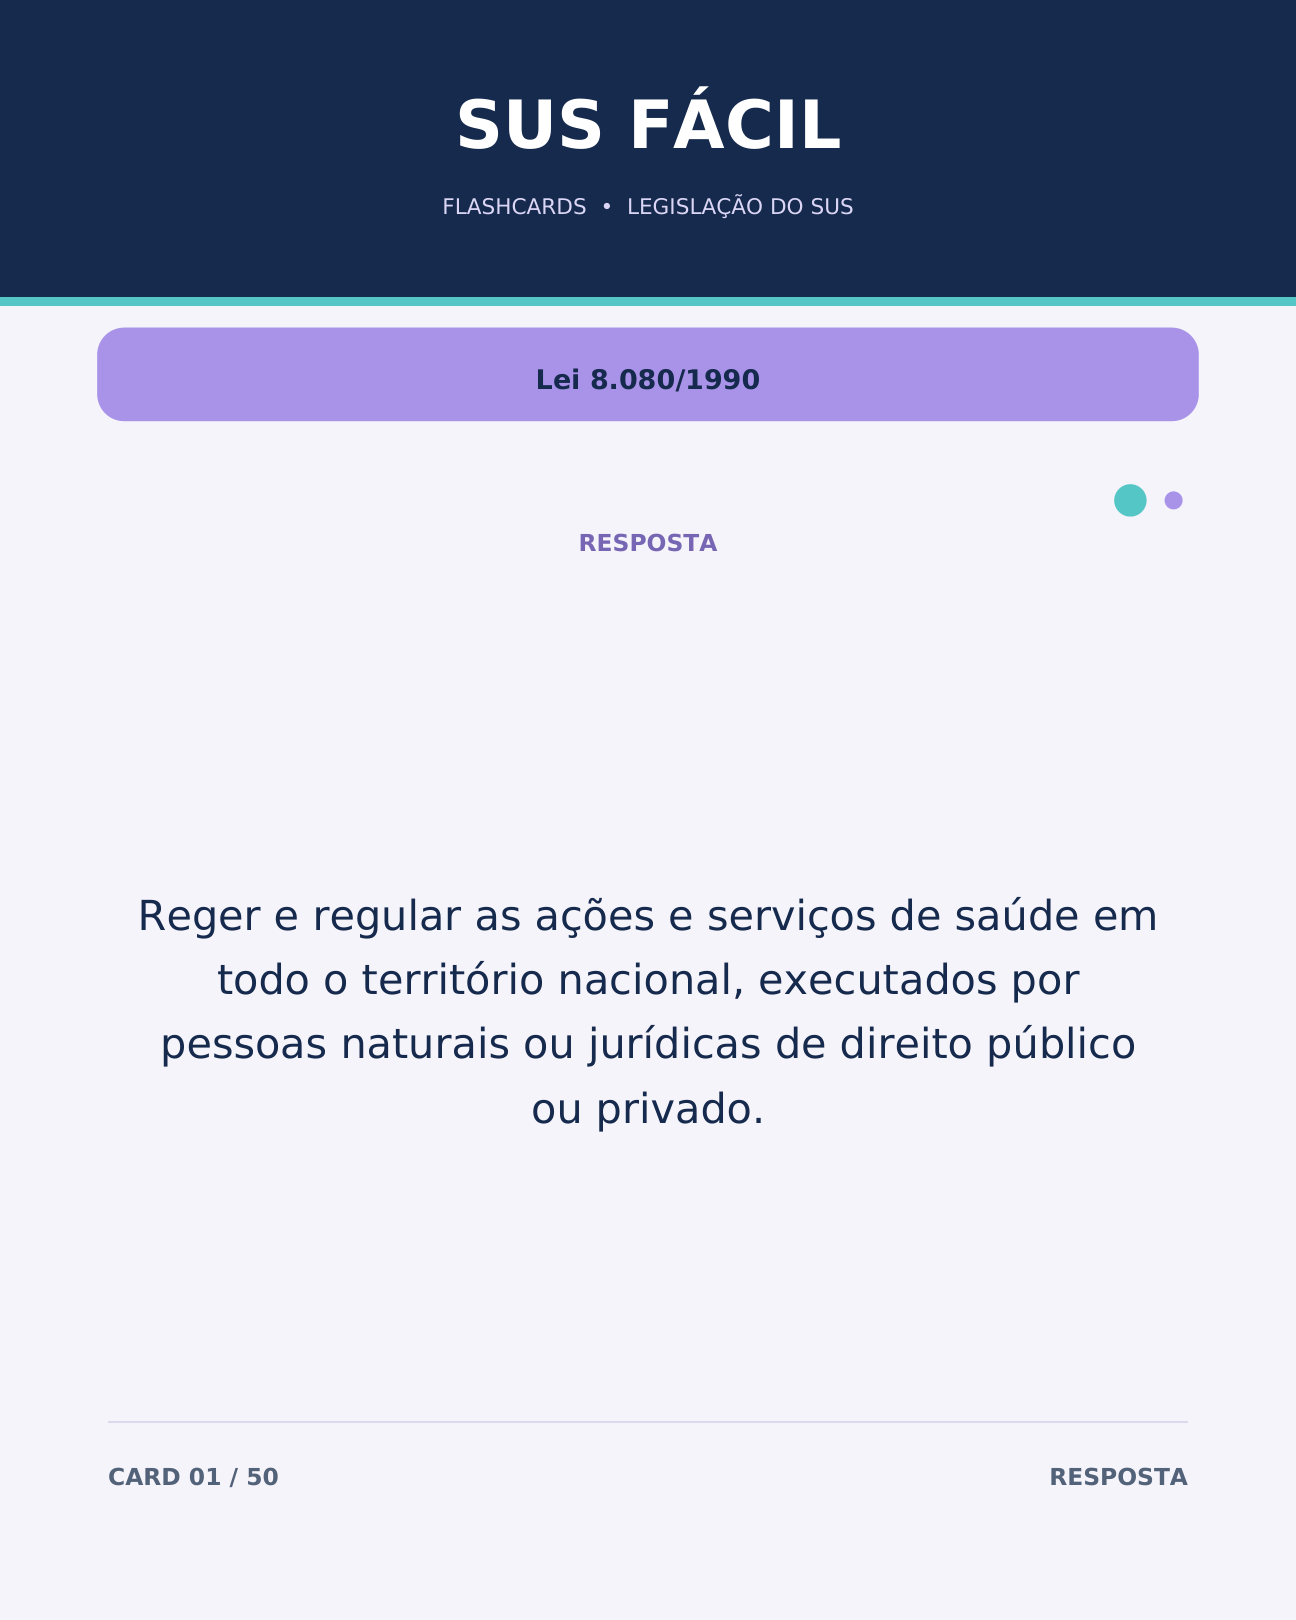 SUS FÁCIL
FLASHCARDS • LEGISLAÇÃO DO SUS
Lei 8.080/1990
RESPOSTA
Reger e regular as ações e serviços de saúde em
todo o território nacional, executados por
pessoas naturais ou jurídicas de direito público
ou privado.
CARD 01 / 50
RESPOSTA